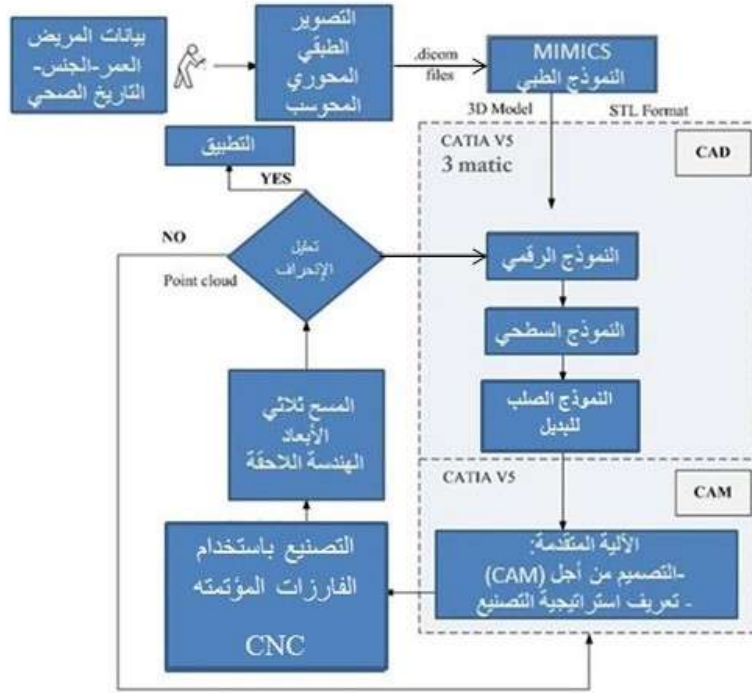 بيانات المريض
العمر-الجنس-
التاريخ الصحي
التصوير
الطبقي
المحوري
المحوسب
.dicom
files
MIMICS
النموذج الطبي
3D Model
STL Format
CATIA V5
3 matic
CAD
التطبيق
YES
NO
تحليل
الإنحراف
Point cloud
النموذج الرقمي
النموذج السطحي
النموذج الصلب
للبديل
المسح ثلاثي
الأبعاد
الهندسة اللاحقة
CATIA V5
CAM
الآلية المتقدمة:
-التصميم من أجل (CAM)
- تعريف استراتيجية التصنيع
التصنيع باستخدام
الفارزات المؤتمته
CNC